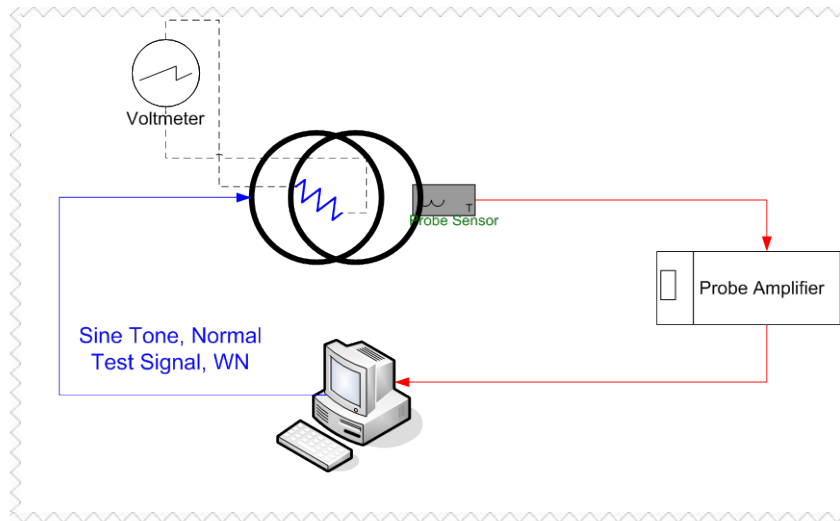 Voltmeter
Probe Sensor
T
Probe Amplifier
Sine Tone, Normal
Test Signal, WN